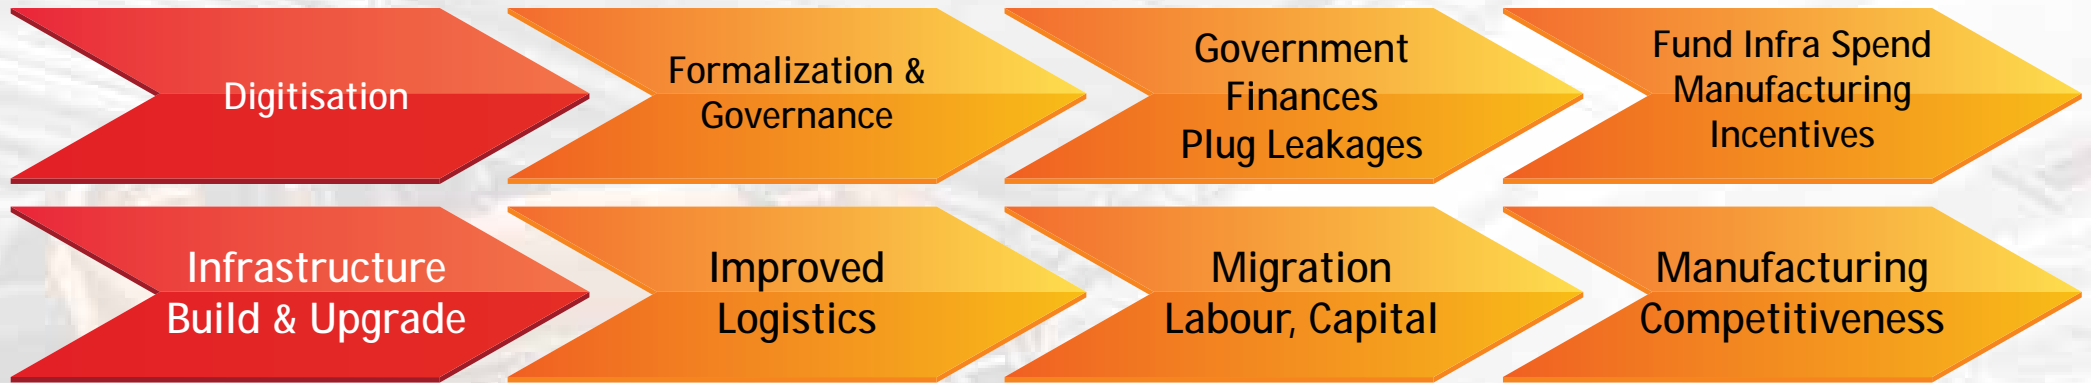 Digitisation
Formalization &
Governance
Government
Finances
Plug Leakages
Fund Infra Spend
Manufacturing
Incentives
Infrastructure
Build & Upgrade
Improved
Logistics
Migration
Labour, Capital
Manufacturing
Competitiveness